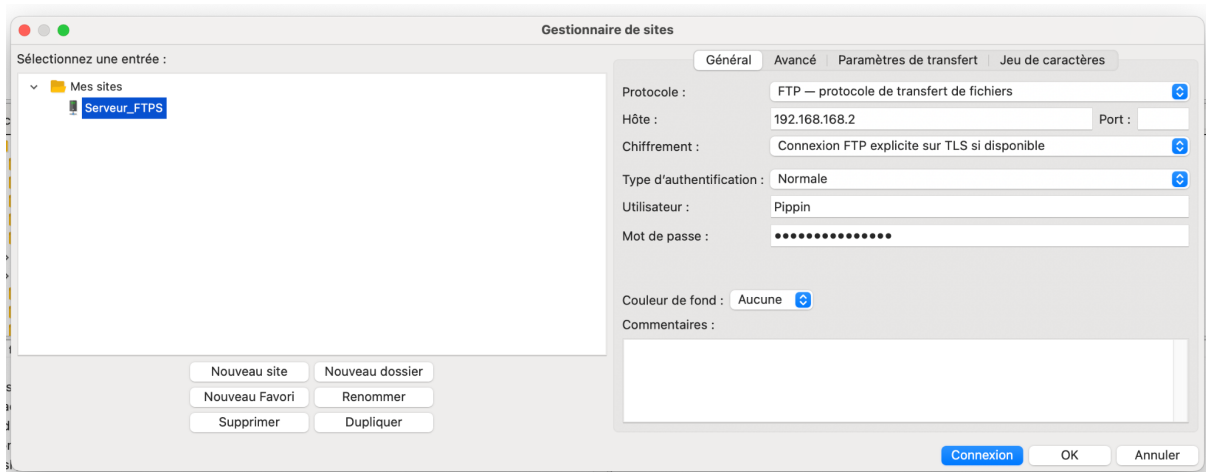 Gestionnaire de sites
Sélectionnez une entrée :
Mes sites
Serveur_FTPS
Nouveau site Nouveau dossier
Nouveau Favori Renommer
Supprimer Dupliquer
Général Avancé Paramètres de transfert Jeu de caractères
Protocole : FTP — protocole de transfert de fichiers
Hôte : 192.168.168.2 Port :
Chiffrement : Connexion FTP explicite sur TLS si disponible
Type d'authentification : Normale
Utilisateur : Pippin
Mot de passe : •••••••••••••••
Couleur de fond : Aucune
Commentaires :
Connexion OK Annuler